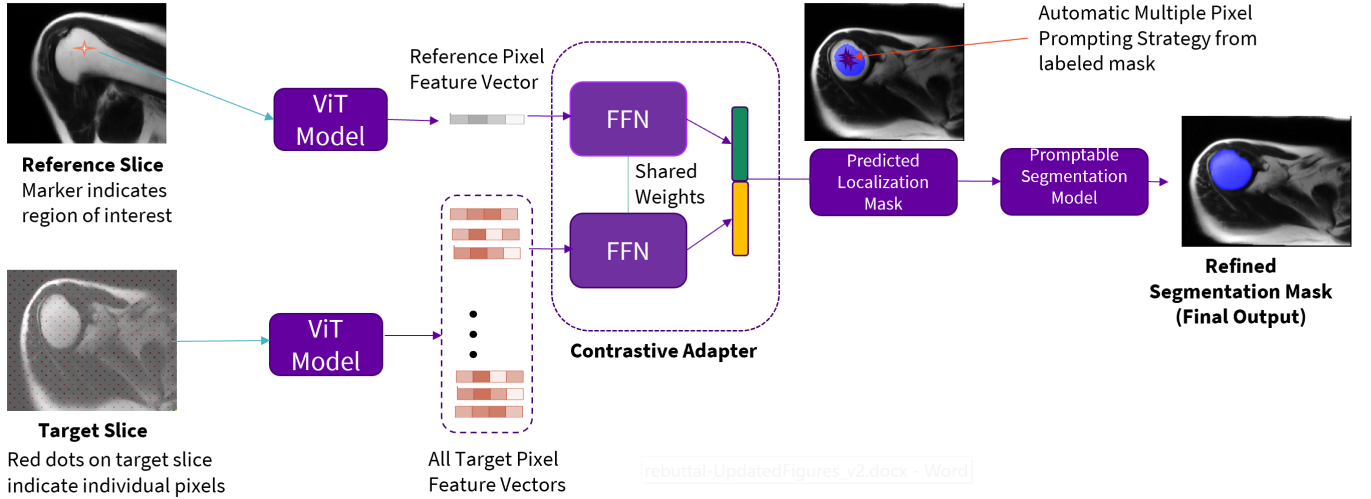 Reference Slice
Marker indicates
region of interest
ViT
Model
Reference Pixel
Feature Vector
FFN
Shared
Weights
FFN
Contrastive Adapter
Automatic Multiple Pixel
Prompting Strategy from
labeled mask
Predicted
Localization
Mask
Promptable
Segmentation
Model
Refined
Segmentation Mask
(Final Output)
Target Slice
Red dots on target slice
indicate individual pixels
ViT
Model
All Target Pixel
Feature Vectors
rebuttal-UpdatedFigures_v2.docx - Word